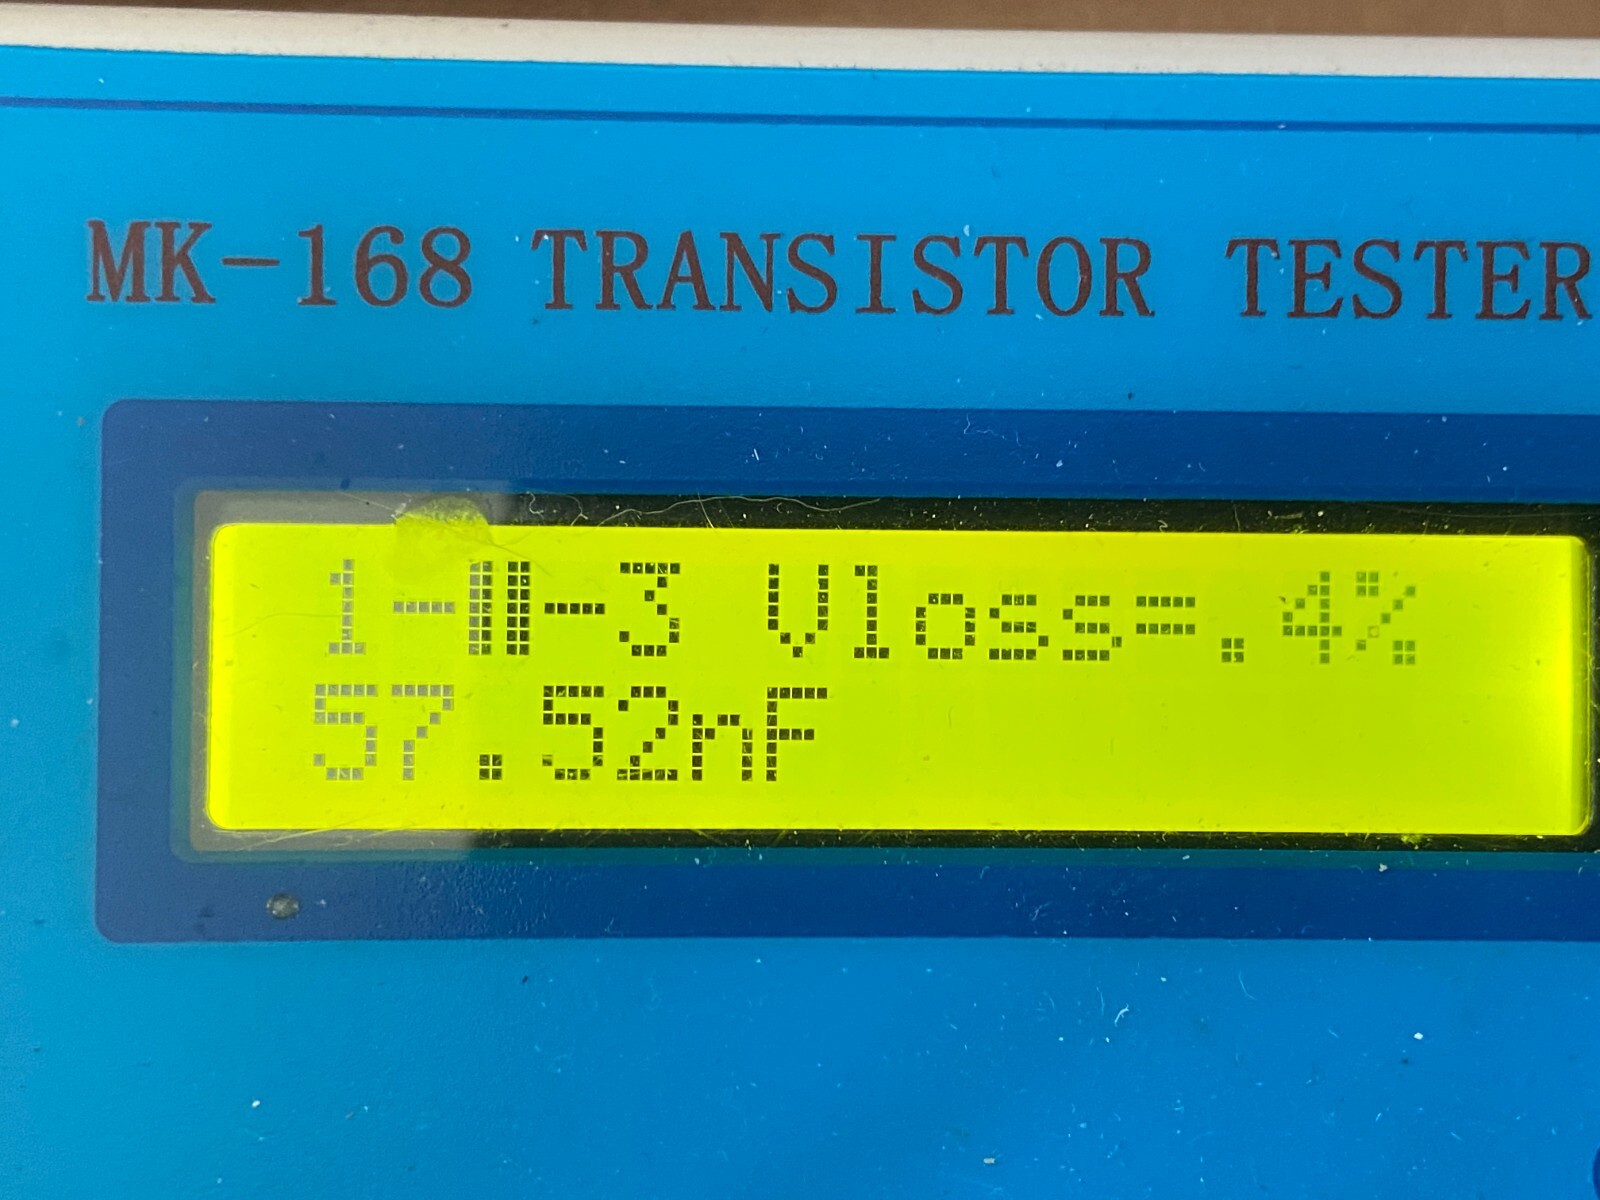 MK-168 TRANSISTOR TESTER
1-||-3 Vloss=.4%
57.52nF